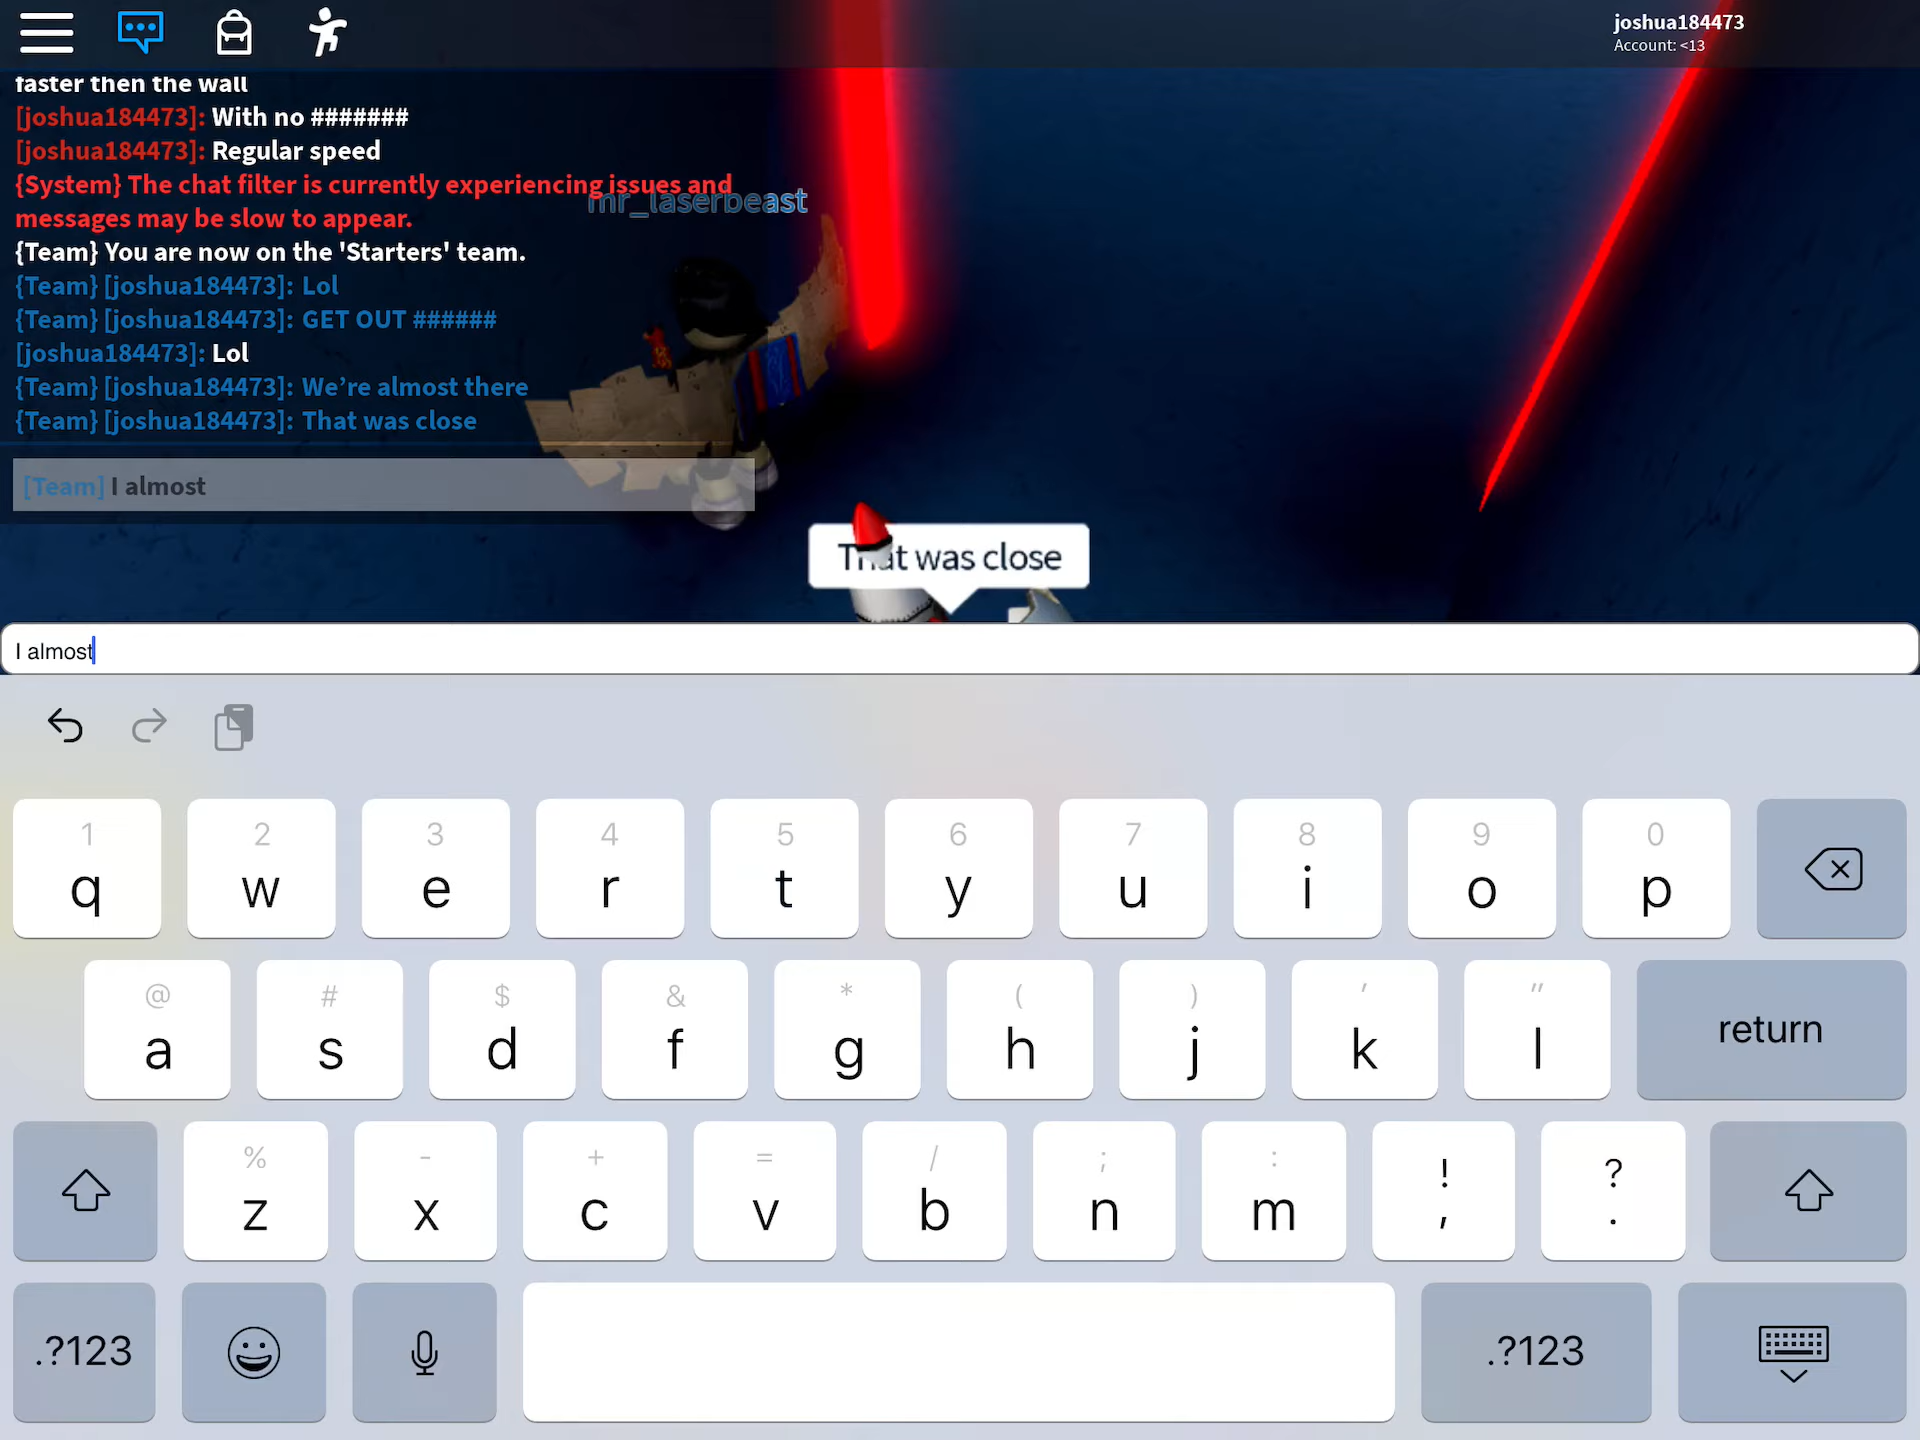 joshua184473
Account: <13
faster then the wall
[joshua184473]: With no #######
[joshua184473]: Regular speed
{System} The chat filter is currently experiencing issues and
messages may be slow to appear.
mr_laserbeast
{Team} You are now on the 'Starters' team.
{Team} [joshua184473]: Lol
{Team} [joshua184473]: GET OUT ######
[joshua184473]: Lol
{Team} [joshua184473]: We’re almost there
{Team} [joshua184473]: That was close
[Team] I almost
That was close
I almost
1 2 3 4 5 6 7 8 9 0
q w e r t y u i o p
@ # $ & * ( ) ' "
a s d f g h j k l return
% - + = / ; : ! ?
z x c v b n m , .
.?123 .?123